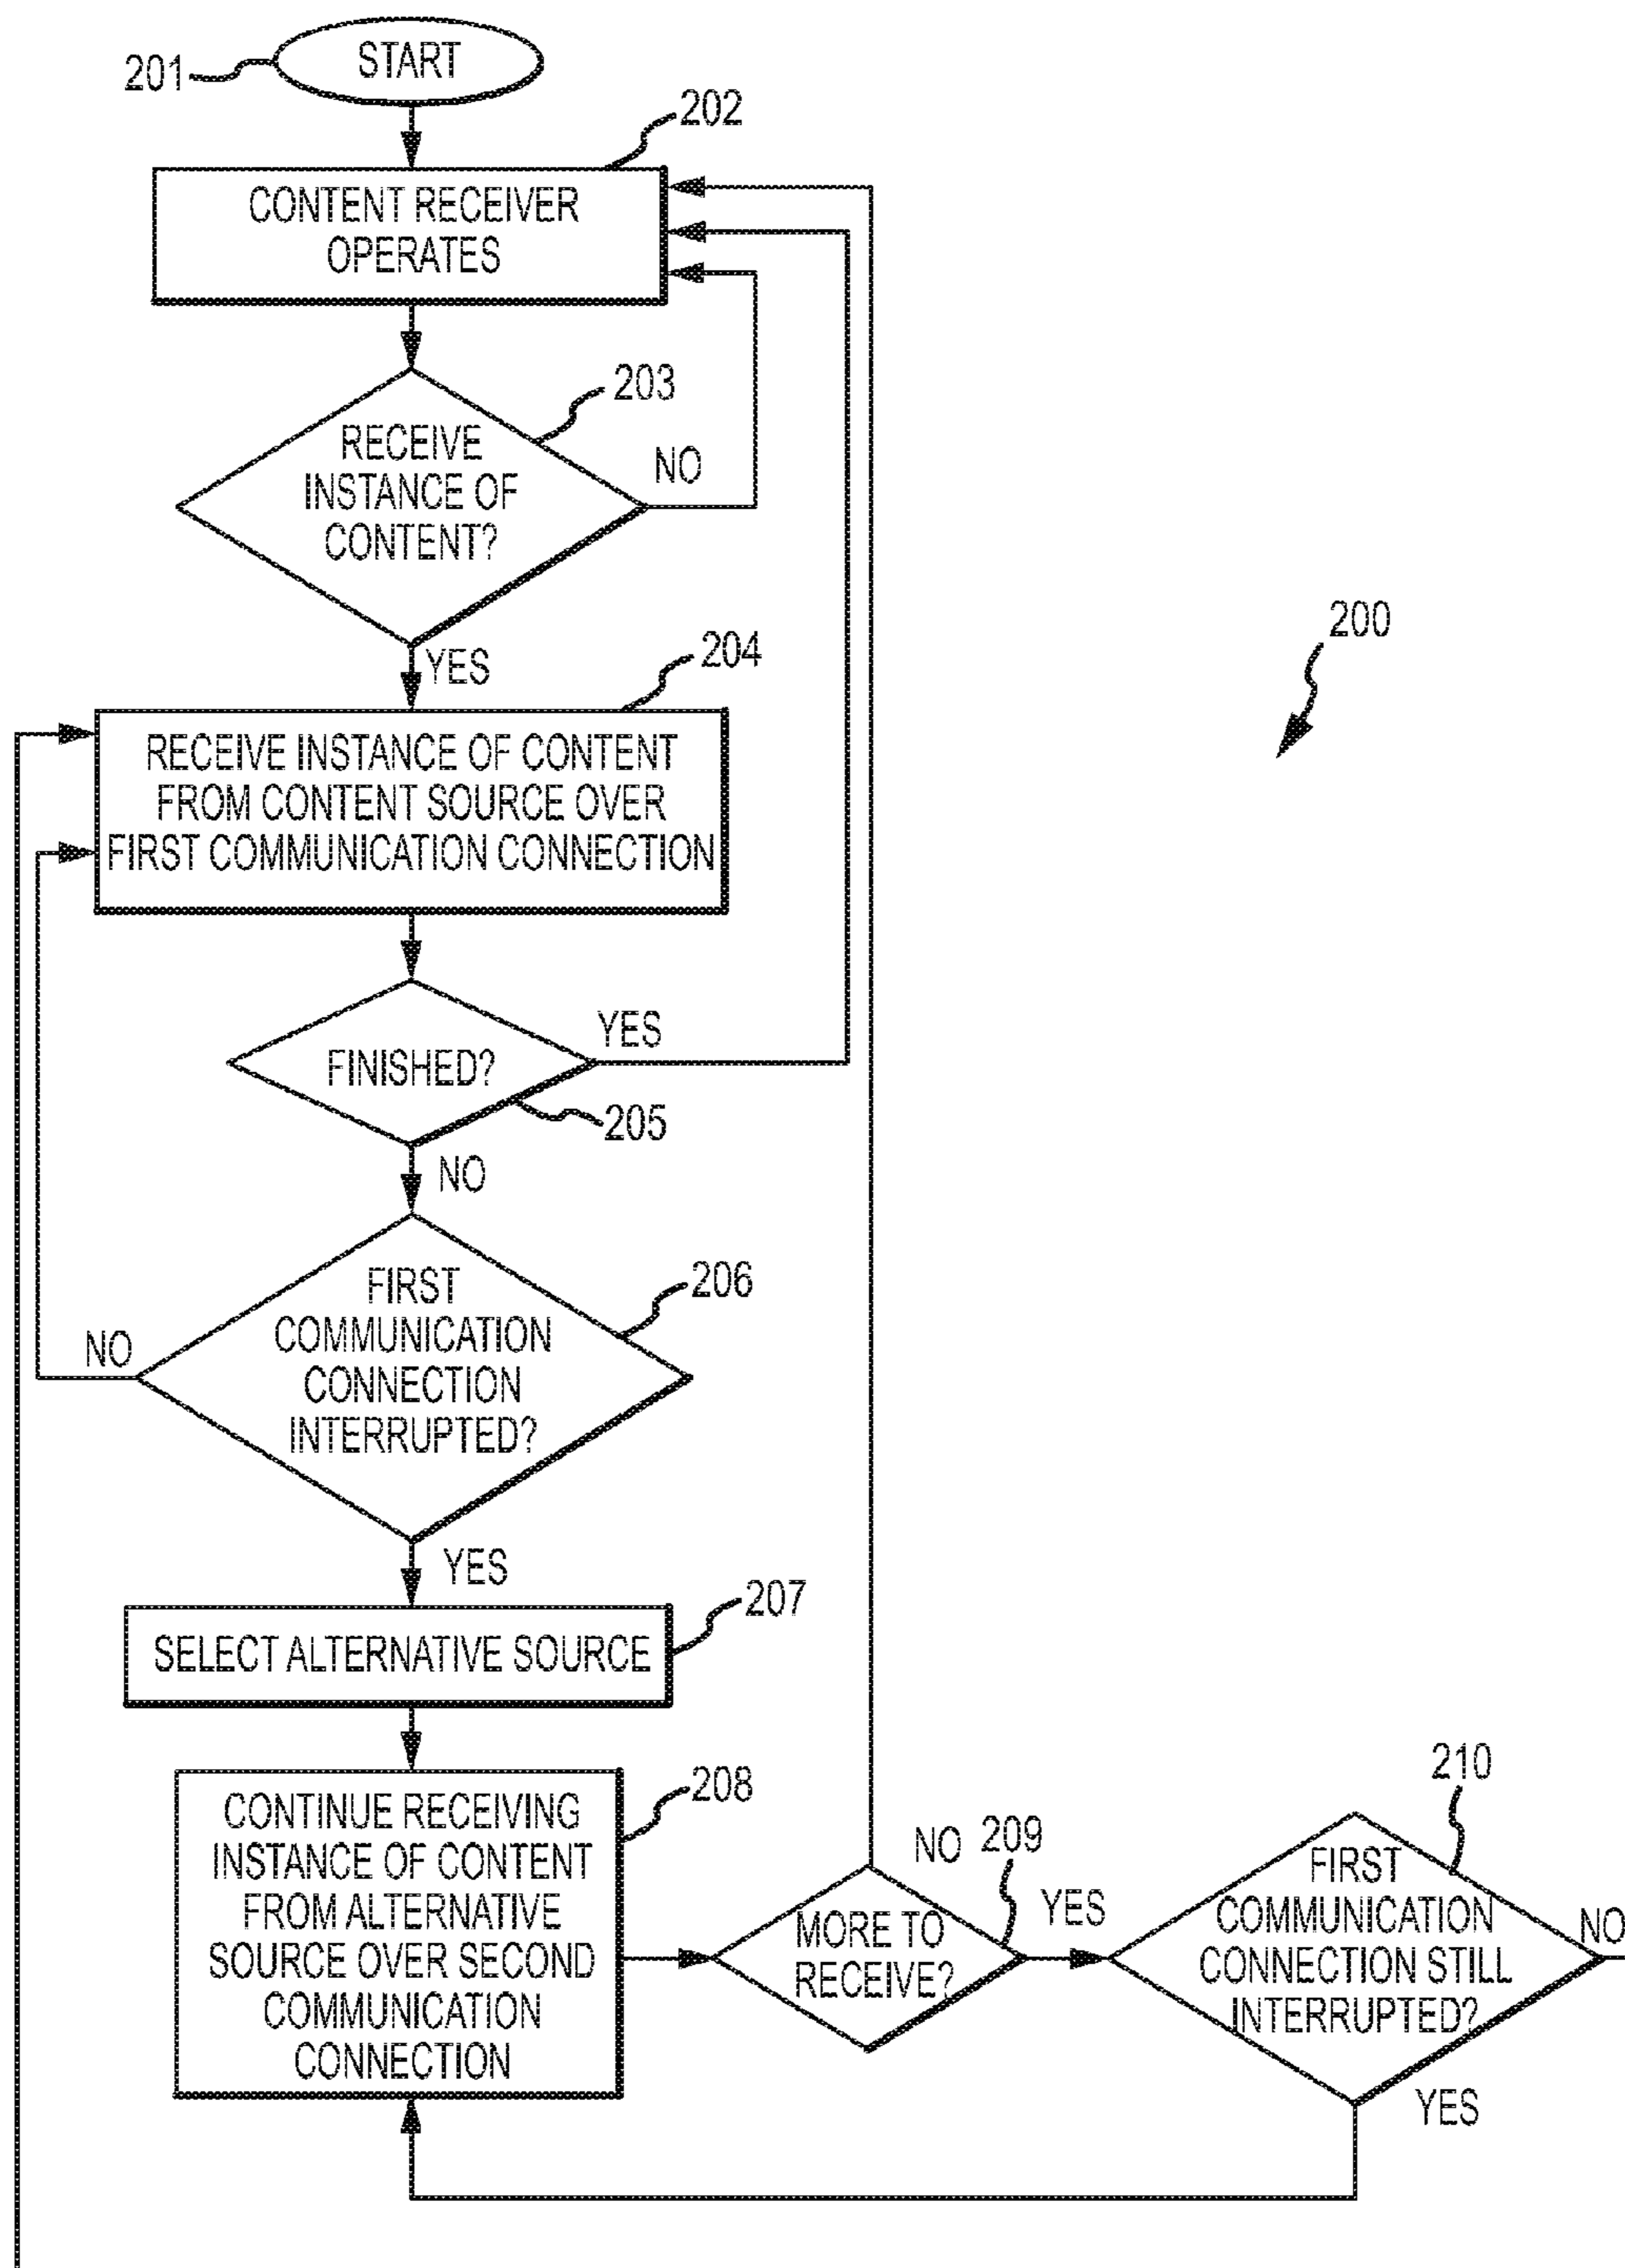 START
201
202
CONTENT RECEIVER
OPERATES
203
RECEIVE
INSTANCE OF
CONTENT?
NO
200
YES
204
RECEIVE INSTANCE OF CONTENT
FROM CONTENT SOURCE OVER
FIRST COMMUNICATION CONNECTION
YES
FINISHED?
205
NO
206
FIRST
COMMUNICATION
CONNECTION
INTERRUPTED?
NO
YES
207
SELECT ALTERNATIVE SOURCE
208
CONTINUE RECEIVING
INSTANCE OF CONTENT
FROM ALTERNATIVE
SOURCE OVER SECOND
COMMUNICATION
CONNECTION
NO
209
MORE TO
RECEIVE?
YES
210
FIRST
COMMUNICATION
CONNECTION STILL
INTERRUPTED?
NO
YES